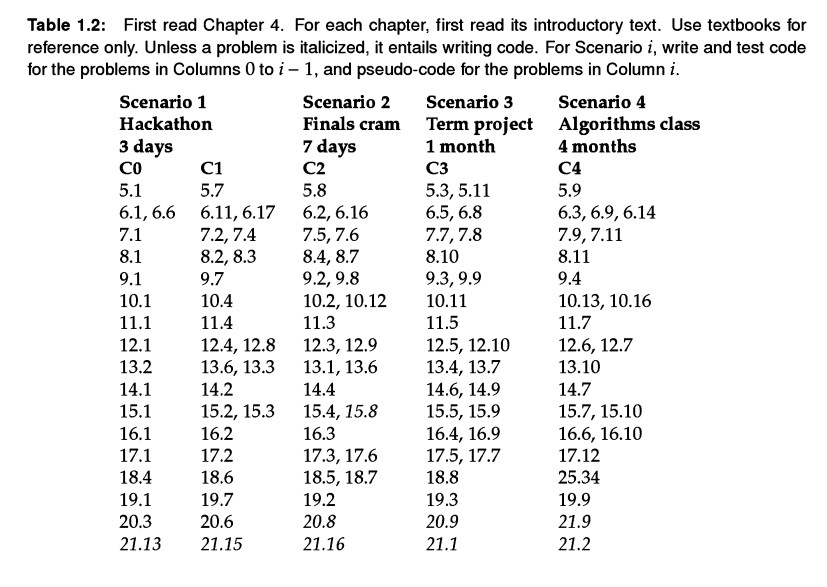 Table 1.2: First read Chapter 4. For each chapter, first read its introductory text. Use textbooks for
reference only. Unless a problem is italicized, it entails writing code. For Scenario i, write and test code
for the problems in Columns 0 to i − 1, and pseudo-code for the problems in Column i.
Scenario 1 Scenario 2 Scenario 3 Scenario 4
Hackathon Finals cram Term project Algorithms class
3 days 7 days 1 month 4 months
C0 C1 C2 C3 C4
5.1 5.7 5.8 5.3, 5.11 5.9
6.1, 6.6 6.11, 6.17 6.2, 6.16 6.5, 6.8 6.3, 6.9, 6.14
7.1 7.2, 7.4 7.5, 7.6 7.7, 7.8 7.9, 7.11
8.1 8.2, 8.3 8.4, 8.7 8.10 8.11
9.1 9.7 9.2, 9.8 9.3, 9.9 9.4
10.1 10.4 10.2, 10.12 10.11 10.13, 10.16
11.1 11.4 11.3 11.5 11.7
12.1 12.4, 12.8 12.3, 12.9 12.5, 12.10 12.6, 12.7
13.2 13.6, 13.3 13.1, 13.6 13.4, 13.7 13.10
14.1 14.2 14.4 14.6, 14.9 14.7
15.1 15.2, 15.3 15.4, 15.8 15.5, 15.9 15.7, 15.10
16.1 16.2 16.3 16.4, 16.9 16.6, 16.10
17.1 17.2 17.3, 17.6 17.5, 17.7 17.12
18.4 18.6 18.5, 18.7 18.8 25.34
19.1 19.7 19.2 19.3 19.9
20.3 20.6 20.8 20.9 21.9
21.13 21.15 21.16 21.1 21.2